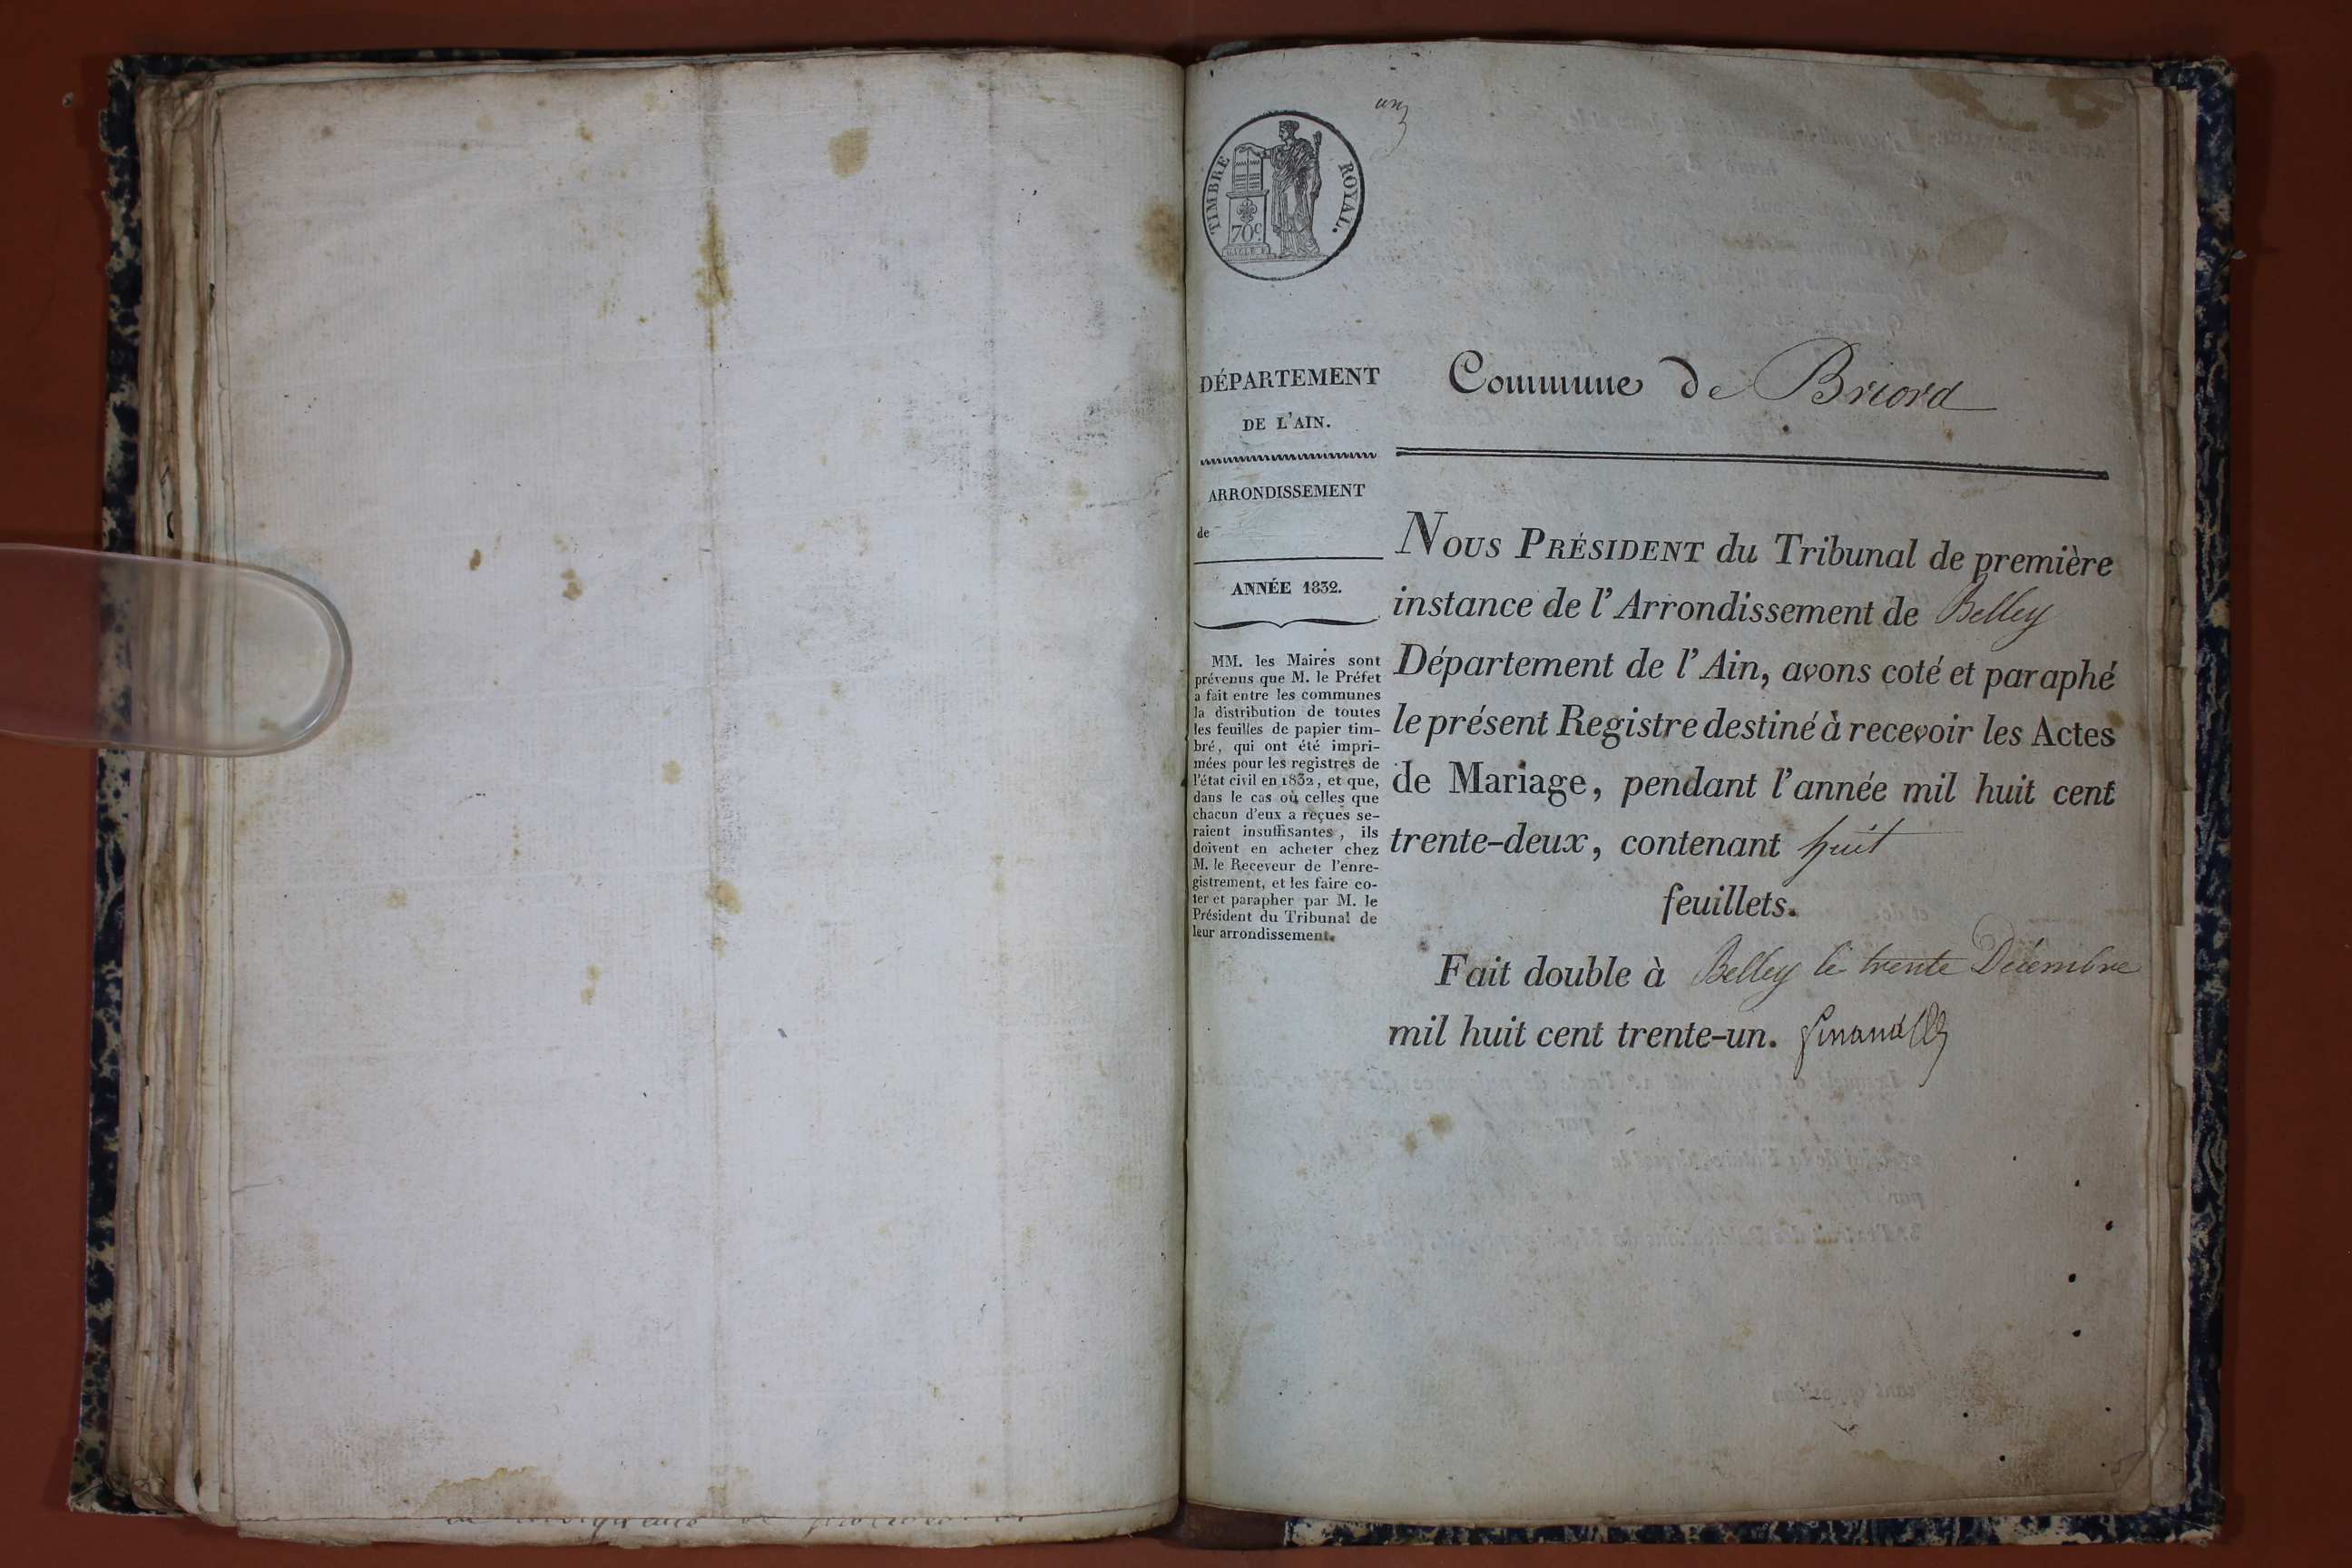 un
TIMBRE ROYAL.
70c
DÉPARTEMENT
DE L'AIN.
ARRONDISSEMENT
de
ANNÉE 1832.
MM. les Maires sont
prévenus que M. le Préfet
a fait entre les communes
la distribution de toutes
les feuilles de papier tim-
bré, qui ont été impri-
mées pour les registres de
l'état civil en 1832, et que,
dans le cas où celles que
chacun d'eux a reçues se-
raient insuffisantes, ils
doivent en acheter chez
M. le Receveur de l'enre-
gistrement, et les faire co-
ter et parapher par M. le
Président du Tribunal de
leur arrondissement.
Commune de Briord
NOUS PRÉSIDENT du Tribunal de première
instance de l'Arrondissement de Belley
Département de l'Ain, avons coté et paraphé
le présent Registre destiné à recevoir les Actes
de Mariage, pendant l'année mil huit cent
trente-deux, contenant huit
feuillets.
Fait double à Belley le trente Décembre
mil huit cent trente-un.